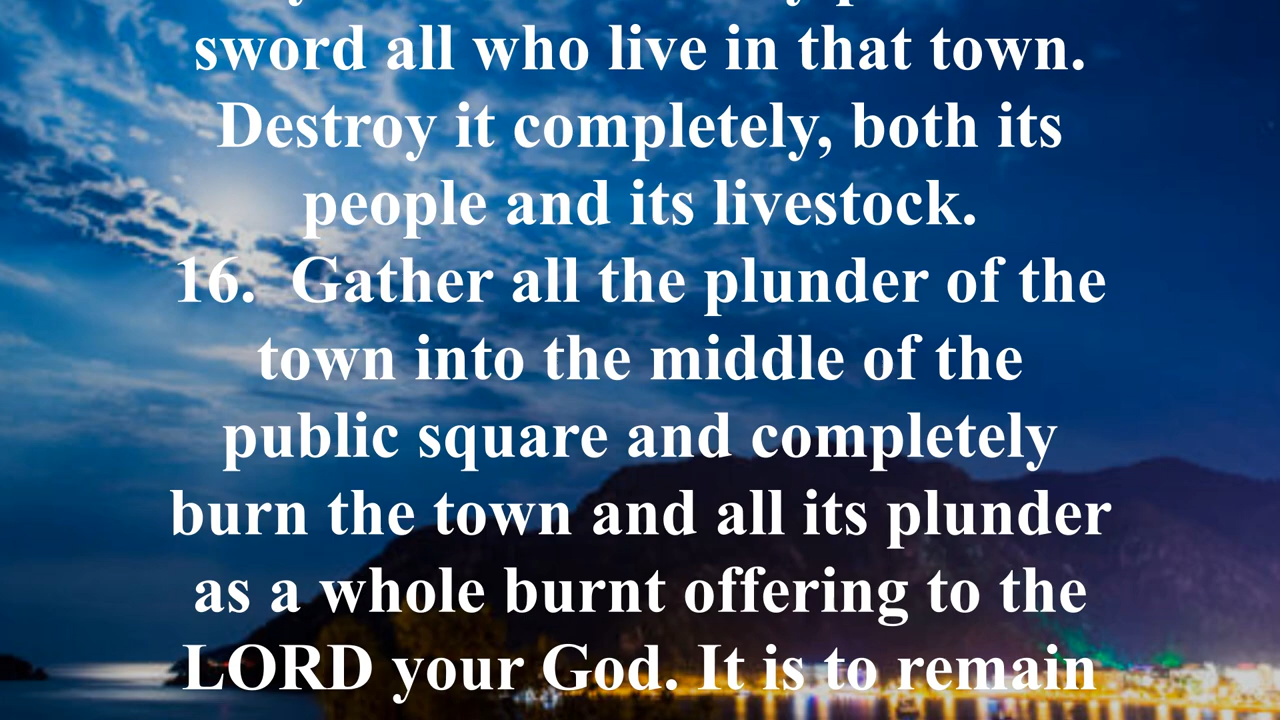 sword all who live in that town.
Destroy it completely, both its
people and its livestock.
16. Gather all the plunder of the
town into the middle of the
public square and completely
burn the town and all its plunder
as a whole burnt offering to the
LORD your God. It is to remain